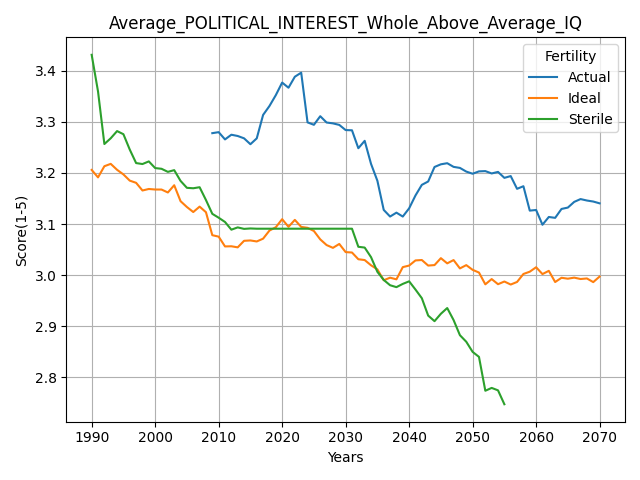 Average_POLITICAL_INTEREST_Whole_Above_Average_IQ
Fertility
Actual
Ideal
Sterile
Score(1-5)
3.4
3.3
3.2
3.1
3.0
2.9
2.8
1990 2000 2010 2020 2030 2040 2050 2060 2070
Years